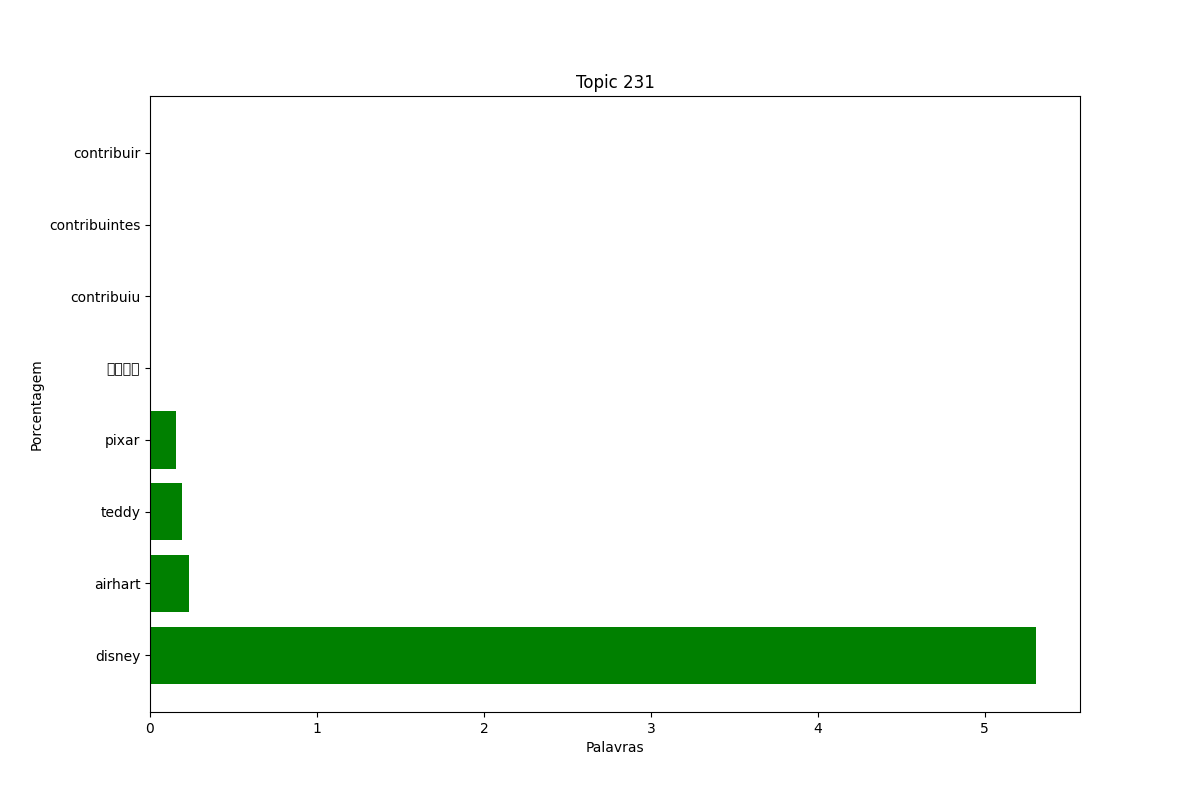 Topic 231
contribuir
contribuintes
contribuiu
pixar
teddy
airhart
disney
Porcentagem
0 1 2 3 4 5
Palavras